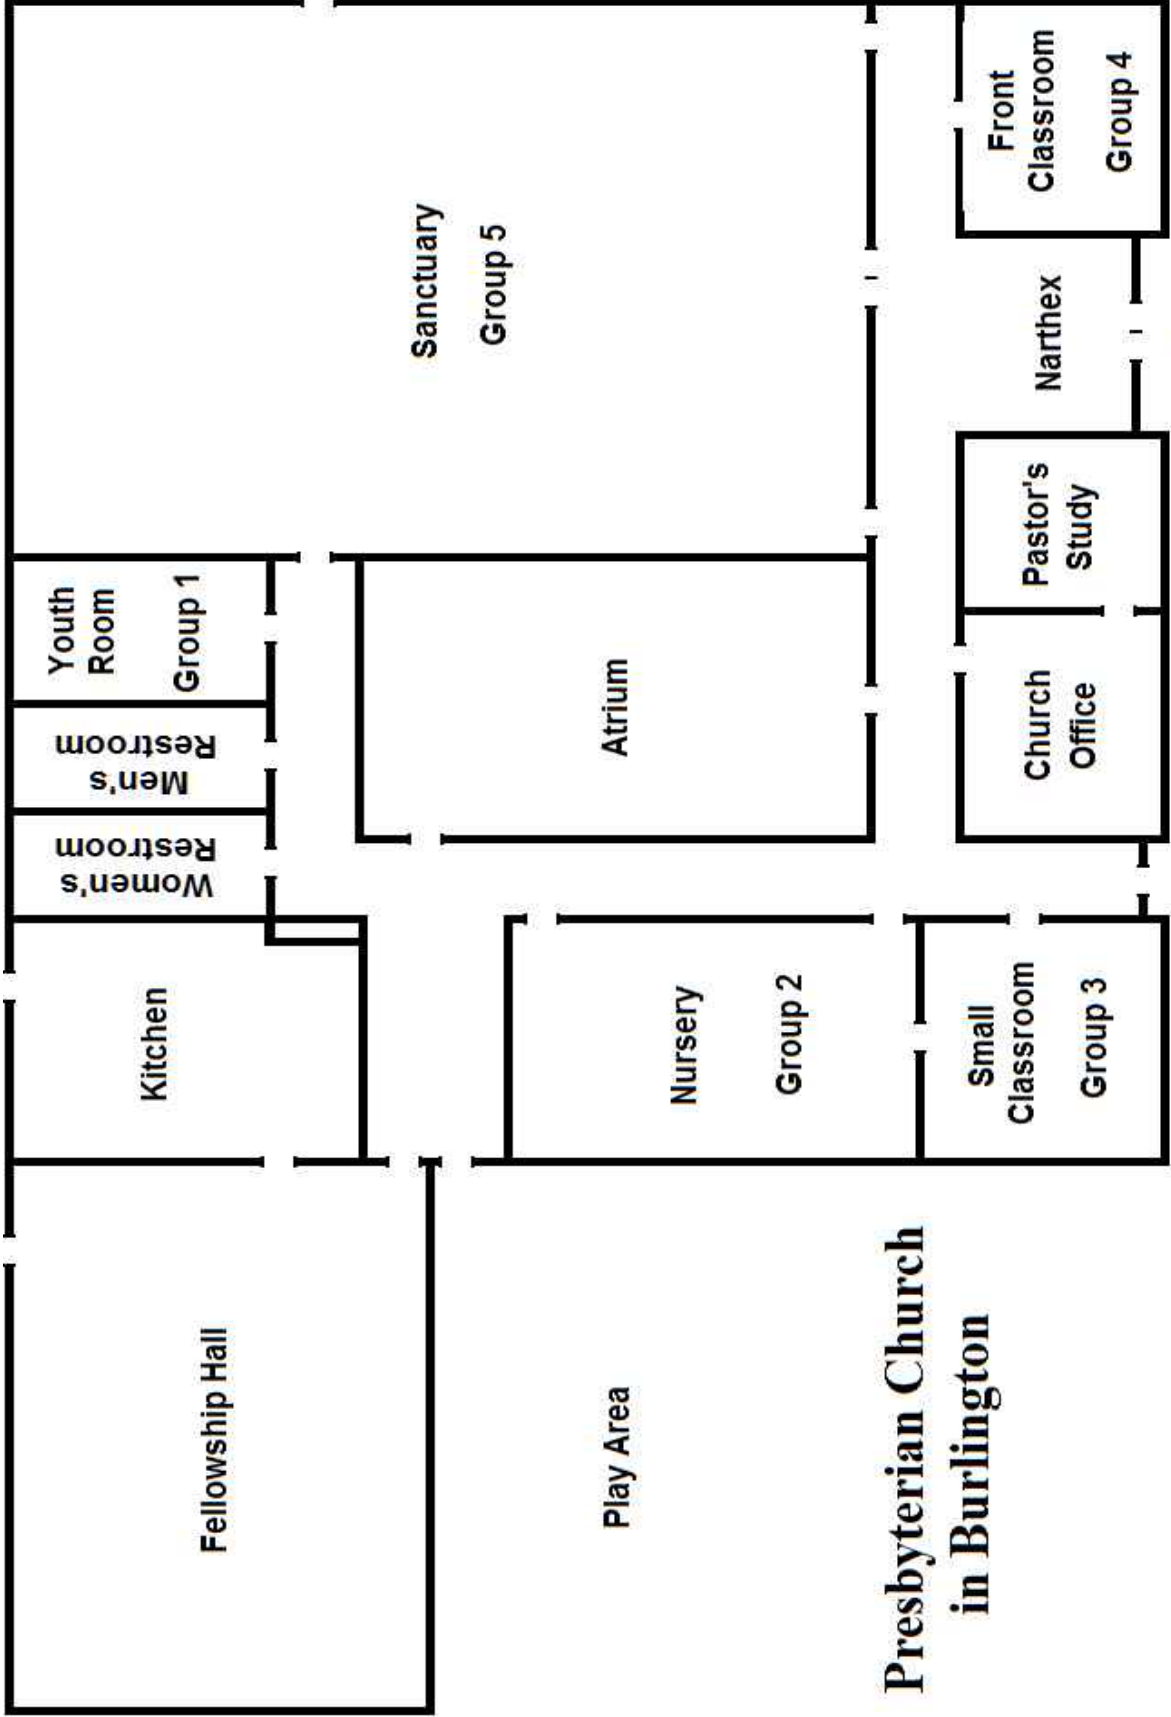 Fellowship Hall
Kitchen
Women's
Restroom
Men's
Restroom
Youth
Room
Group 1
Sanctuary
Group 5
Play Area
Nursery
Group 2
Atrium
Small
Classroom
Group 3
Church
Office
Pastor's
Study
Narthex
Front
Classroom
Group 4
Presbyterian Church
in Burlington